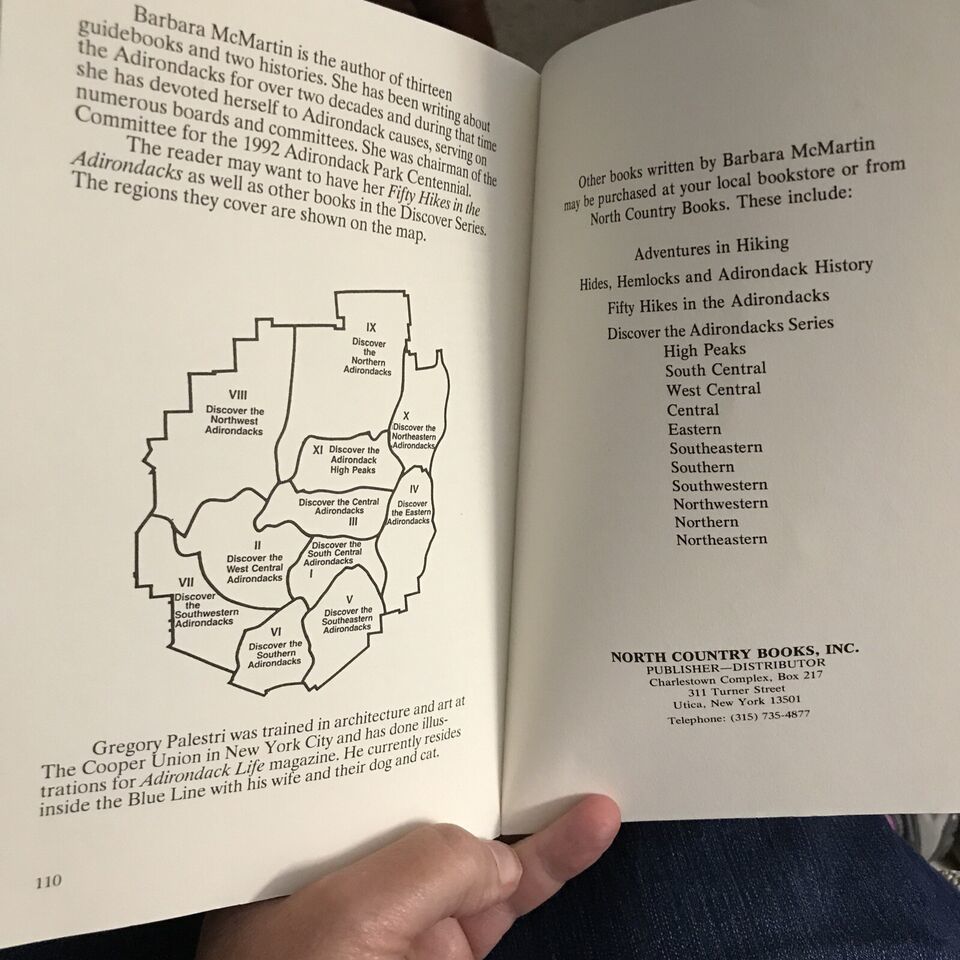 Barbara McMartin is the author of thirteen
guidebooks and two histories. She has been writing about
the Adirondacks for over two decades and during that time
she has devoted herself to Adirondack causes, serving on
numerous boards and committees. She was chairman of the
Committee for the 1992 Adirondack Park Centennial.
The reader may want to have her Fifty Hikes in the
Adirondacks as well as other books in the Discover Series.
The regions they cover are shown on the map.
IX
Discover
the
Northern
Adirondacks
VIII
Discover the
Northwest
Adirondacks
X
Discover the
Northeastern
Adirondacks
XI Discover the
Adirondack
High Peaks
IV
Discover
the Eastern
Adirondacks
Discover the Central
Adirondacks
III
II
Discover the
West Central
Adirondacks
Discover the
South Central
Adirondacks
I
VII
Discover
the
Southwestern
Adirondacks
V
Discover the
Southeastern
Adirondacks
VI
Discover the
Southern
Adirondacks
Gregory Palestri was trained in architecture and art at
The Cooper Union in New York City and has done illus-
trations for Adirondack Life magazine. He currently resides
inside the Blue Line with his wife and their dog and cat.
110
Other books written by Barbara McMartin
may be purchased at your local bookstore or from
North Country Books. These include:
Adventures in Hiking
Hides, Hemlocks and Adirondack History
Fifty Hikes in the Adirondacks
Discover the Adirondacks Series
High Peaks
South Central
West Central
Central
Eastern
Southeastern
Southern
Southwestern
Northwestern
Northern
Northeastern
NORTH COUNTRY BOOKS, INC.
PUBLISHER—DISTRIBUTOR
Charlestown Complex, Box 217
311 Turner Street
Utica, New York 13501
Telephone: (315) 735-4877